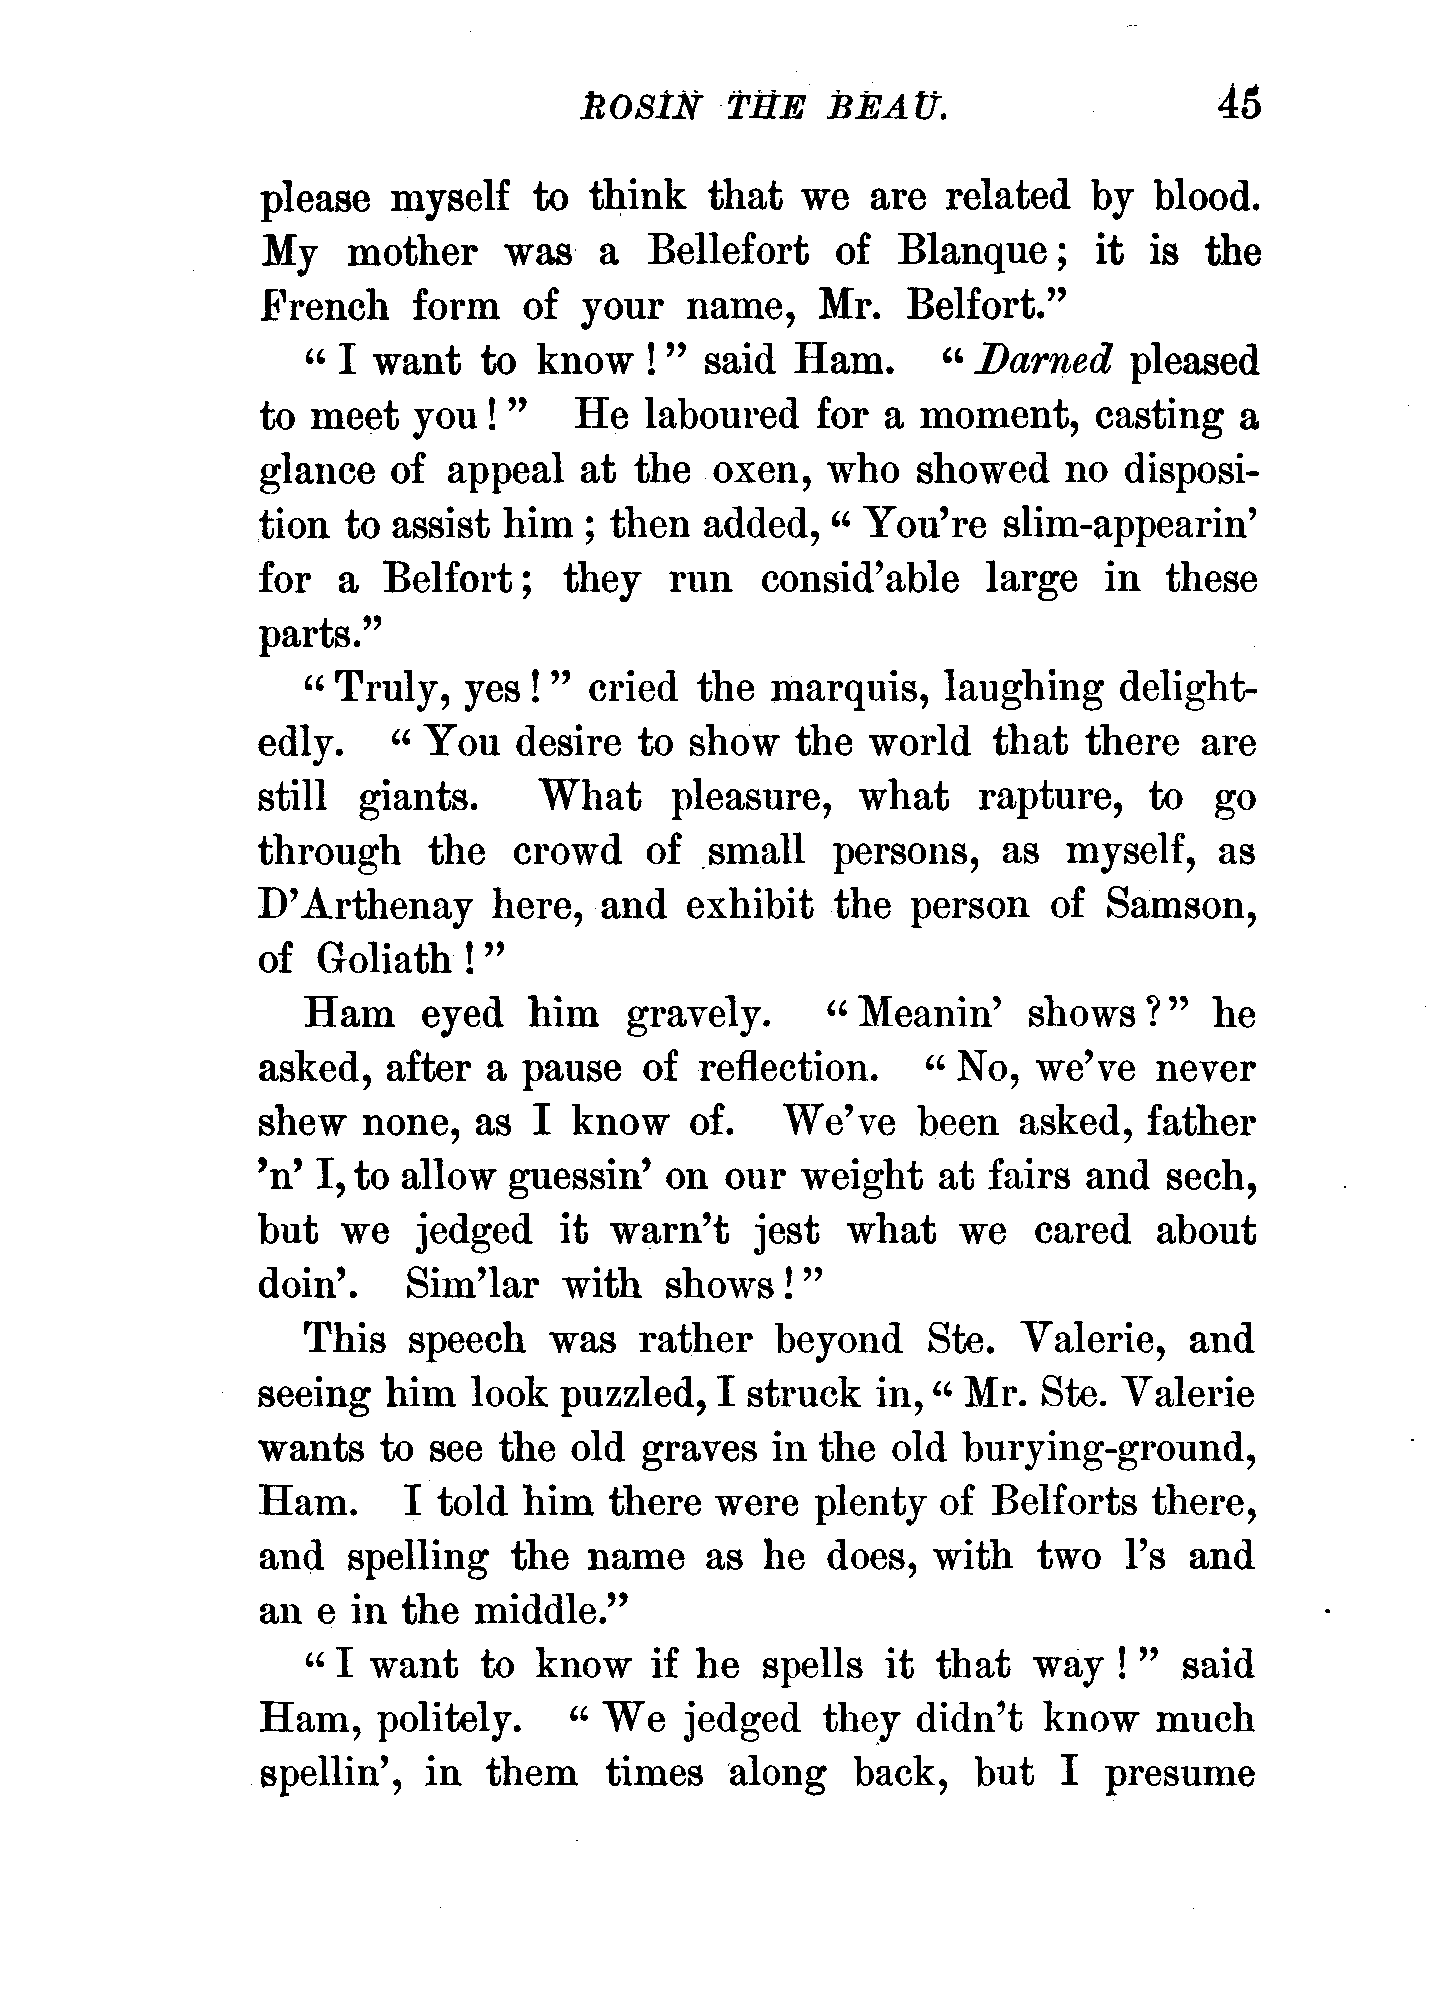 ROSIN THE BEAU. 45
please myself to think that we are related by blood.
My mother was a Bellefort of Blanque; it is the
French form of your name, Mr. Belfort.”
“I want to know!” said Ham. “Darned pleased
to meet you!” He laboured for a moment, casting a
glance of appeal at the oxen, who showed no disposi-
tion to assist him; then added, “You’re slim-appearin’
for a Belfort; they run consid’able large in these
parts.”
“Truly, yes!” cried the marquis, laughing delight-
edly. “You desire to show the world that there are
still giants. What pleasure, what rapture, to go
through the crowd of small persons, as myself, as
D’Arthenay here, and exhibit the person of Samson,
of Goliath!”
Ham eyed him gravely. “Meanin’ shows?” he
asked, after a pause of reflection. “No, we’ve never
shew none, as I know of. We’ve been asked, father
’n’ I, to allow guessin’ on our weight at fairs and sech,
but we jedged it warn’t jest what we cared about
doin’. Sim’lar with shows!”
This speech was rather beyond Ste. Valerie, and
seeing him look puzzled, I struck in, “Mr. Ste. Valerie
wants to see the old graves in the old burying-ground,
Ham. I told him there were plenty of Belforts there,
and spelling the name as he does, with two l’s and
an e in the middle.”
“I want to know if he spells it that way!” said
Ham, politely. “We jedged they didn’t know much
spellin’, in them times along back, but I presume